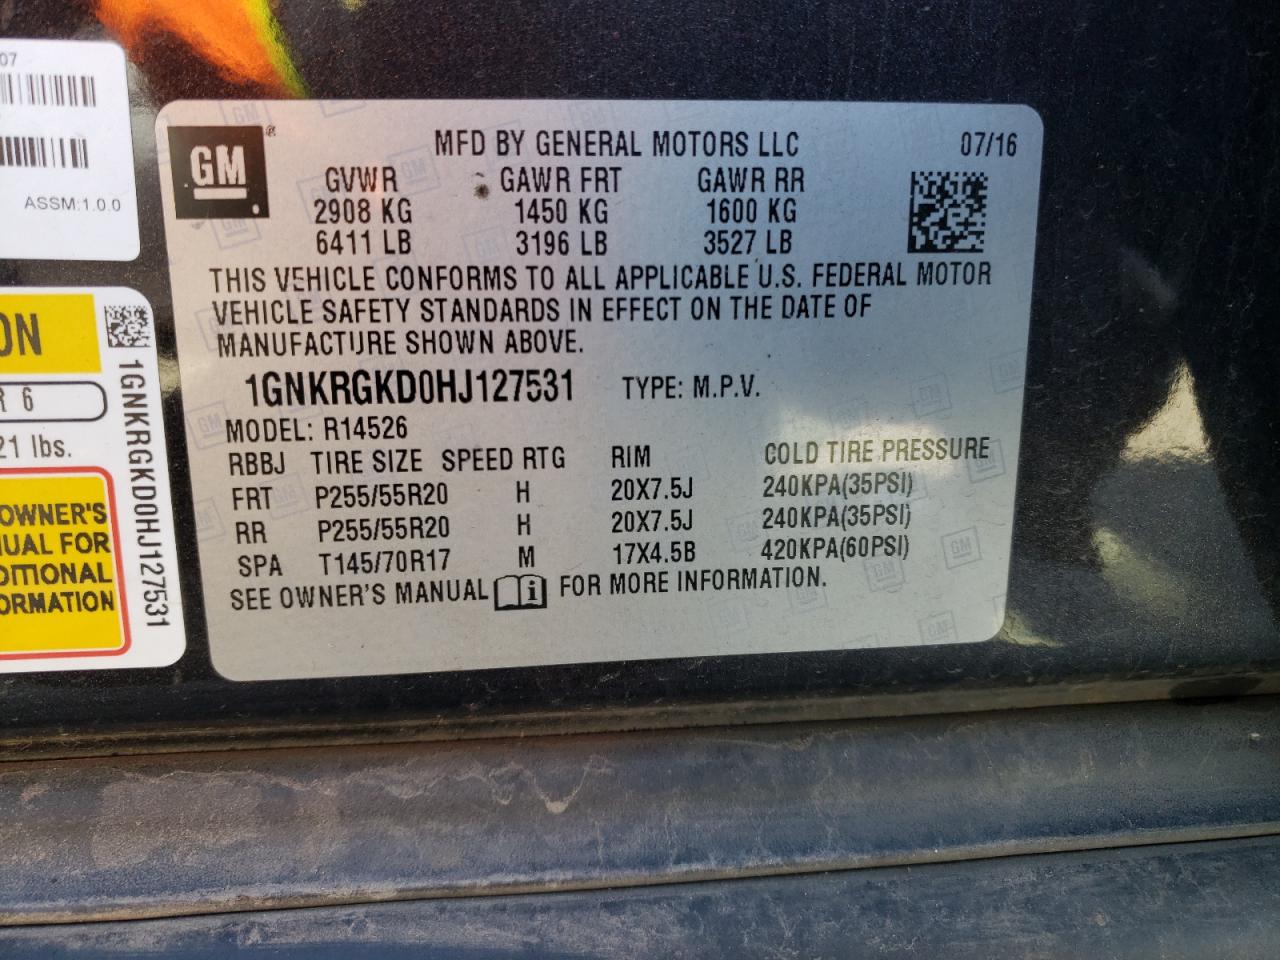 07
ASSM:1.0.0
ON
R 6
21 lbs.
OWNER'S
UAL FOR
DITIONAL
ORMATION
1GNKRGKD0HJ127531
GM ®
MFD BY GENERAL MOTORS LLC 07/16
GVWR GAWR FRT GAWR RR
2908 KG 1450 KG 1600 KG
6411 LB 3196 LB 3527 LB
THIS VEHICLE CONFORMS TO ALL APPLICABLE U.S. FEDERAL MOTOR
VEHICLE SAFETY STANDARDS IN EFFECT ON THE DATE OF
MANUFACTURE SHOWN ABOVE.
1GNKRGKD0HJ127531 TYPE: M.P.V.
MODEL: R14526
RBBJ TIRE SIZE SPEED RTG RIM COLD TIRE PRESSURE
FRT P255/55R20 H 20X7.5J 240KPA(35PSI)
RR P255/55R20 H 20X7.5J 240KPA(35PSI)
SPA T145/70R17 M 17X4.5B 420KPA(60PSI)
SEE OWNER'S MANUAL i FOR MORE INFORMATION.